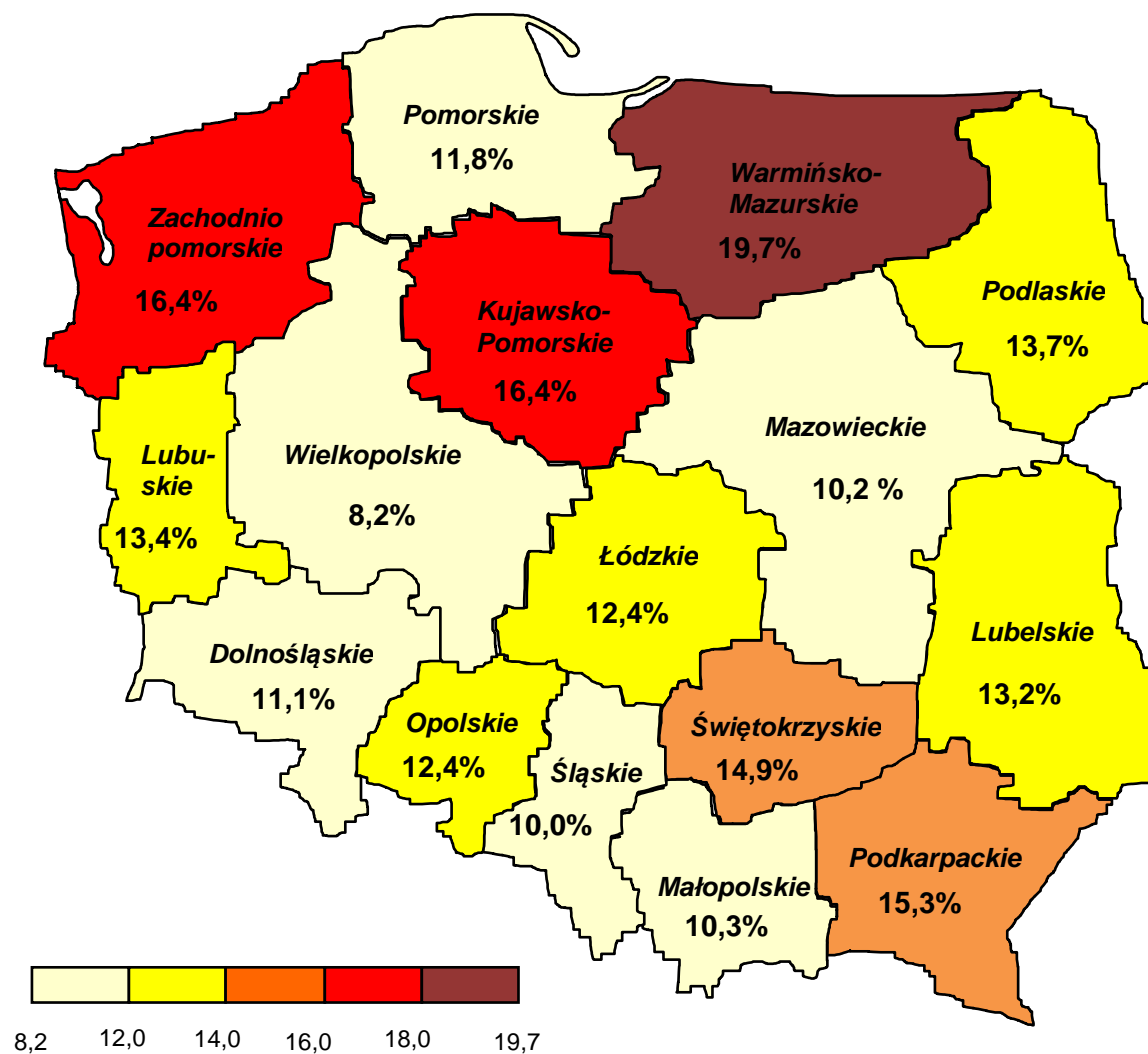 Pomorskie
11,8%
Warmińsko-
Mazurskie
19,7%
Zachodnio
pomorskie
16,4%
Podlaskie
13,7%
Kujawsko-
Pomorskie
16,4%
Mazowieckie
10,2 %
Wielkopolskie
8,2%
Lubu-
skie
13,4%
Łódzkie
12,4%
Lubelskie
13,2%
Dolnośląskie
11,1%
Opolskie
12,4%
Świętokrzyskie
14,9%
Śląskie
10,0%
Podkarpackie
15,3%
Małopolskie
10,3%
8,2 12,0 14,0 16,0 18,0 19,7